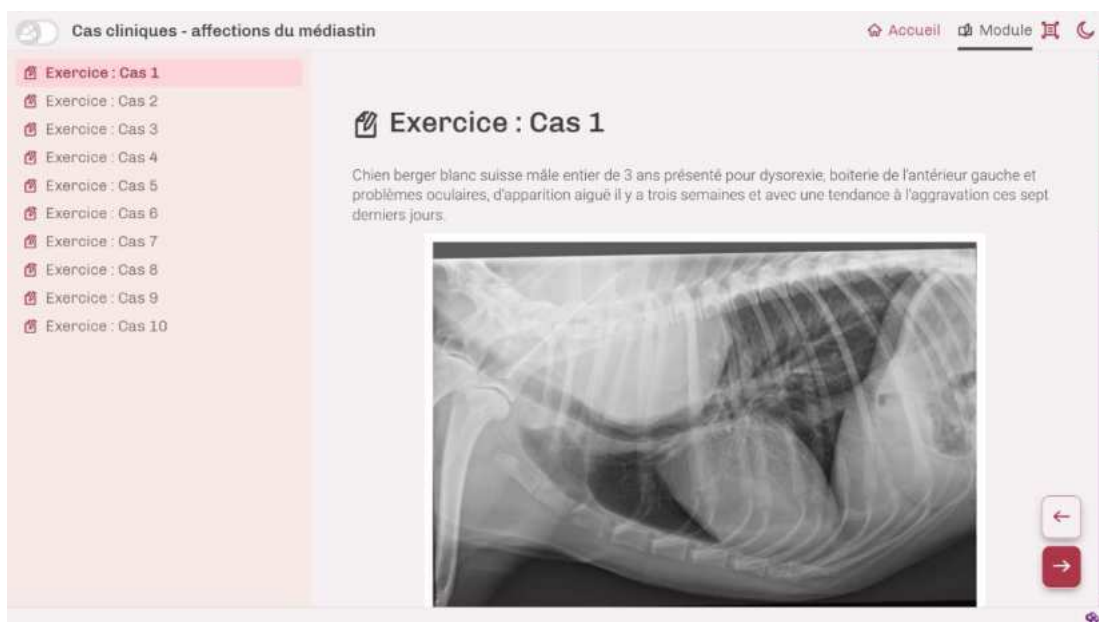 Cas cliniques - affections du médiastin
Accueil
Module
Exercice : Cas 1
Exercice : Cas 2
Exercice : Cas 3
Exercice : Cas 4
Exercice : Cas 5
Exercice : Cas 6
Exercice : Cas 7
Exercice : Cas 8
Exercice : Cas 9
Exercice : Cas 10
Exercice : Cas 1
Chien berger blanc suisse mâle entier de 3 ans présenté pour dysorexie, boiterie de l'antérieur gauche et
problèmes oculaires, d'apparition aiguë il y a trois semaines et avec une tendance à l'aggravation ces sept
derniers jours.